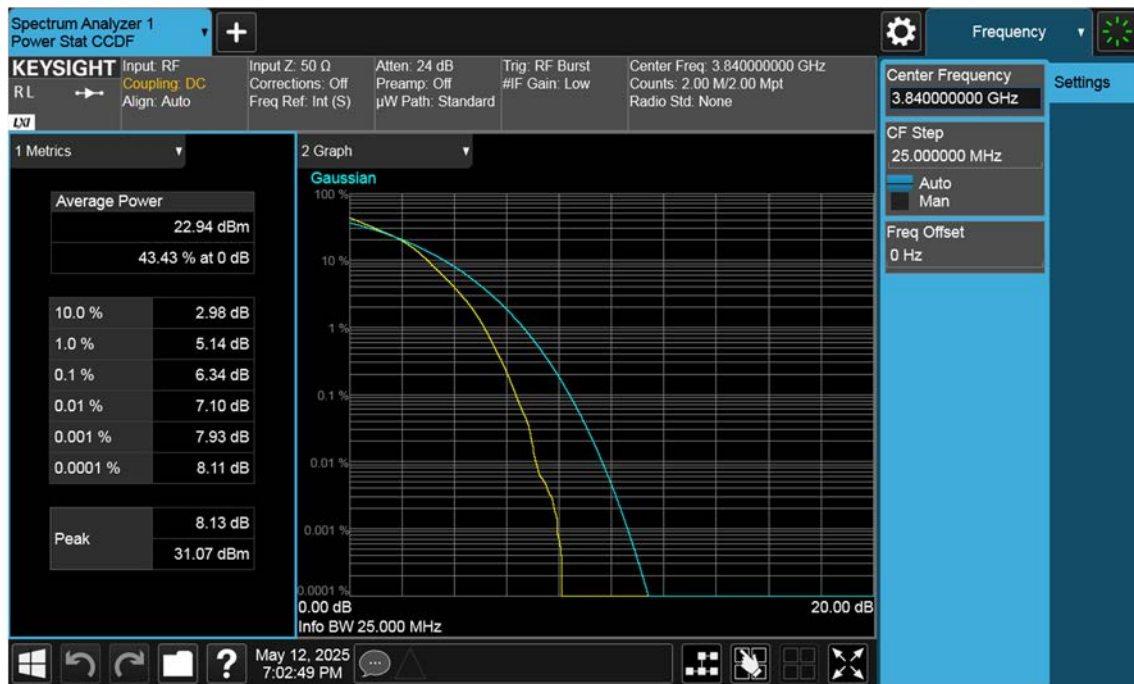 Spectrum Analyzer 1
Power Stat CCDF
Frequency
KEYSIGHT
RL
LXI
Input: RF
Coupling: DC
Align: Auto
Input Z: 50 Ω
Corrections: Off
Freq Ref: Int (S)
Atten: 24 dB
Preamp: Off
µW Path: Standard
Trig: RF Burst
#IF Gain: Low
Center Freq: 3.840000000 GHz
Counts: 2.00 M/2.00 Mpt
Radio Std: None
Center Frequency
3.840000000 GHz
Settings
CF Step
25.000000 MHz
Auto
Man
Freq Offset
0 Hz
1 Metrics
Average Power
22.94 dBm
43.43 % at 0 dB
10.0 % 2.98 dB
1.0 % 5.14 dB
0.1 % 6.34 dB
0.01 % 7.10 dB
0.001 % 7.93 dB
0.0001 % 8.11 dB
Peak
8.13 dB
31.07 dBm
2 Graph
Gaussian
100 %
10 %
1 %
0.1 %
0.01 %
0.001 %
0.0001 %
0.00 dB 20.00 dB
Info BW 25.000 MHz
?
May 12, 2025
7:02:49 PM